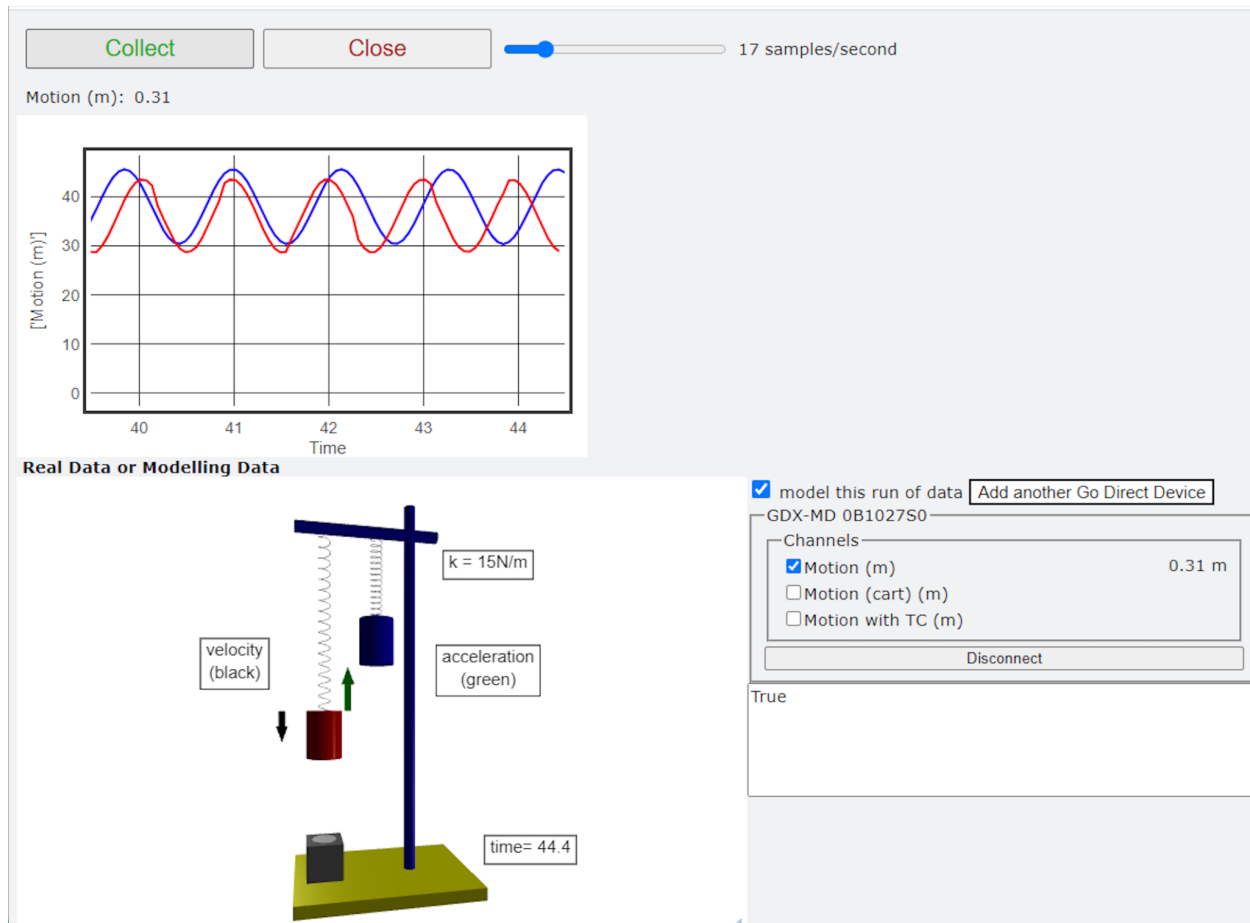 Collect Close 17 samples/second
Motion (m): 0.31
['Motion (m)']
40
30
20
10
0
40 41 42 43 44
Time
Real Data or Modelling Data
k = 15N/m
velocity
(black)
acceleration
(green)
time= 44.4
model this run of data Add another Go Direct Device
GDX-MD 0B1027S0
Channels
Motion (m) 0.31 m
Motion (cart) (m)
Motion with TC (m)
Disconnect
True